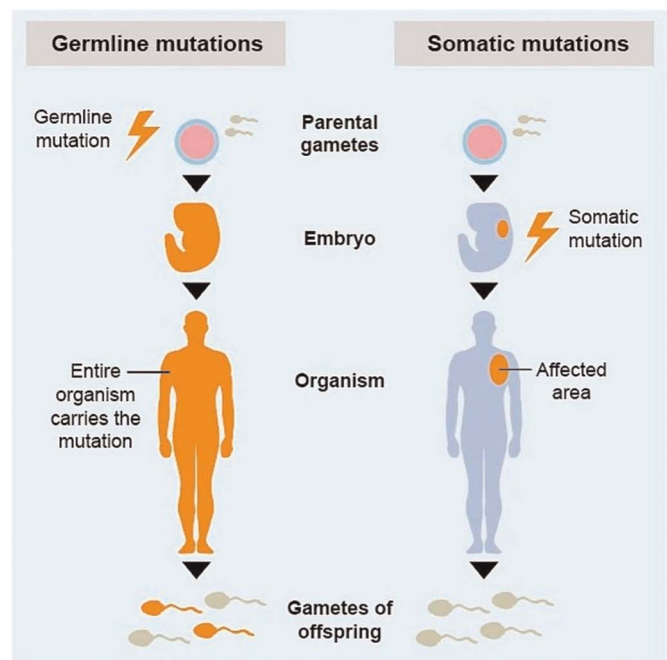 Germline mutations
Somatic mutations
Germline
mutation
Parental
gametes
Embryo
Somatic
mutation
Entire
organism
carries the
mutation
Organism
Affected
area
Gametes of
offspring